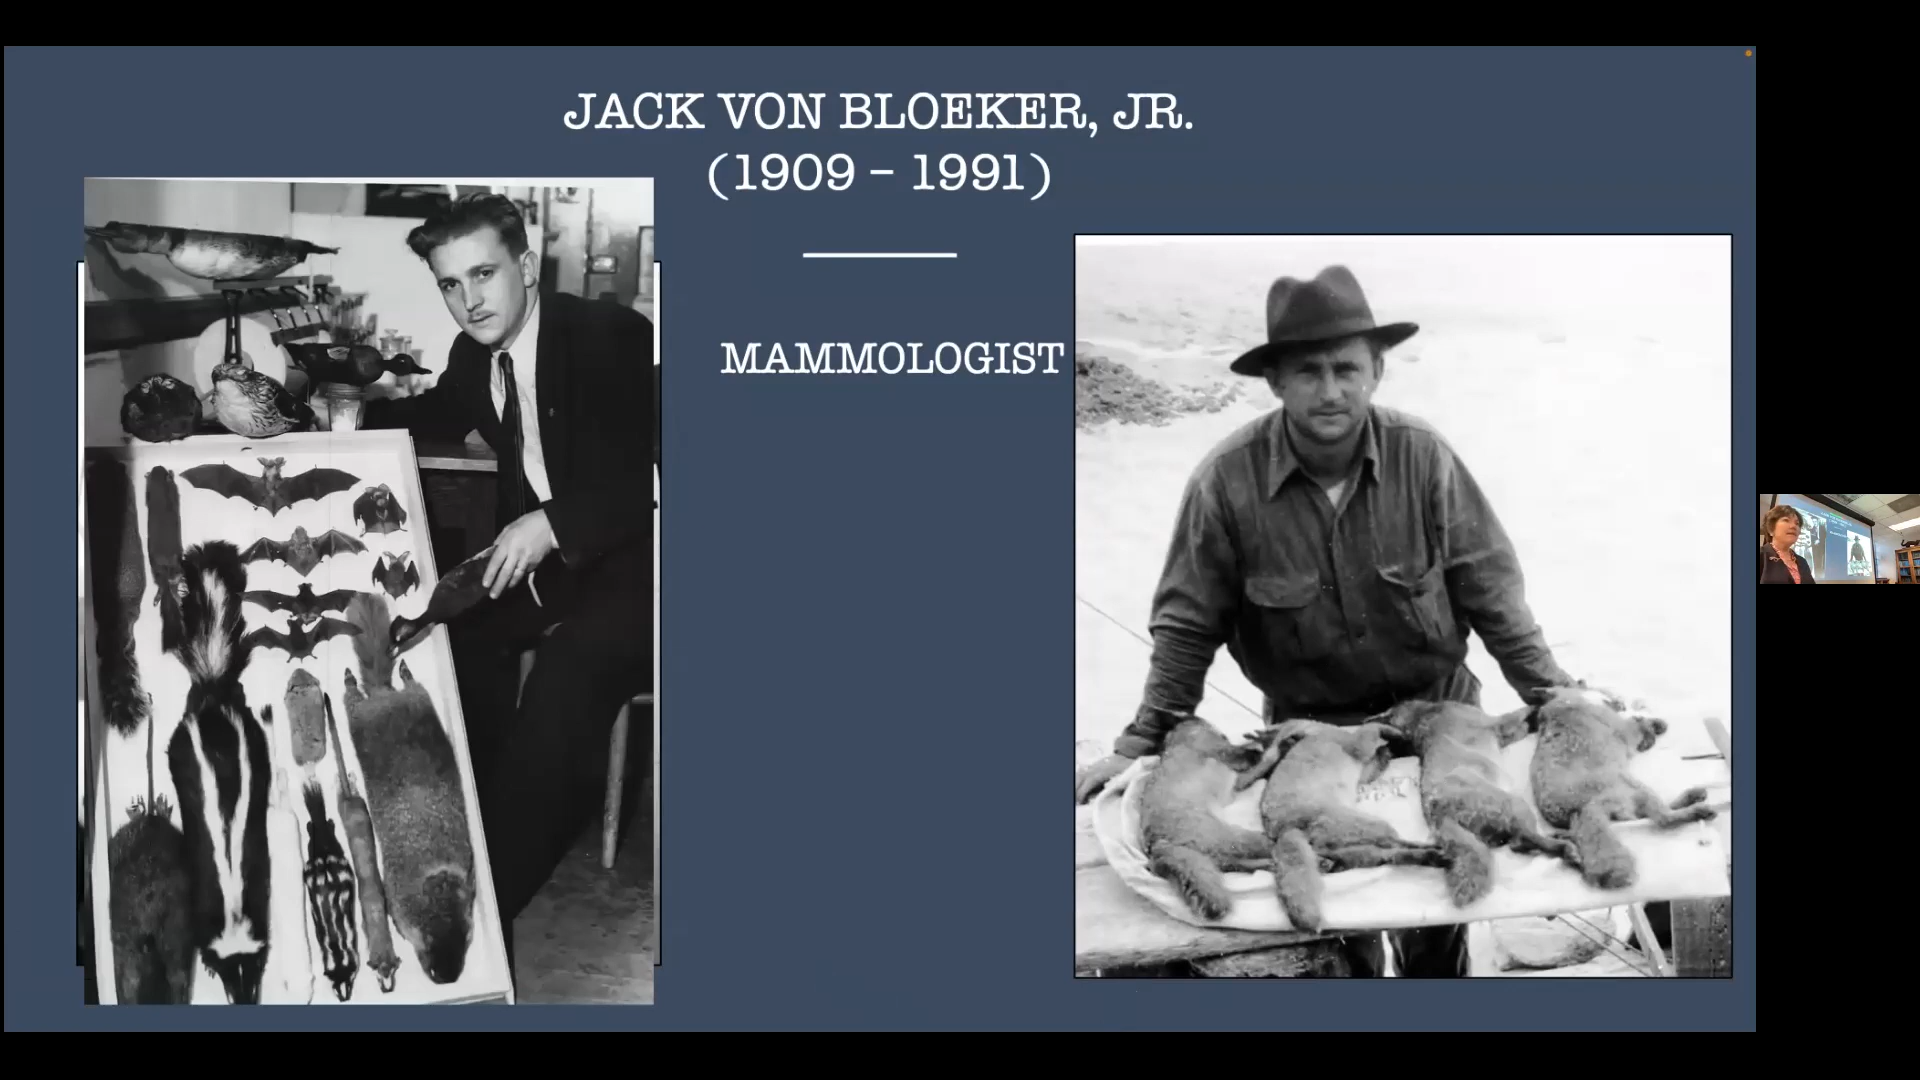 JACK VON BLOEKER, JR.
(1909 – 1991)
MAMMOLOGIST